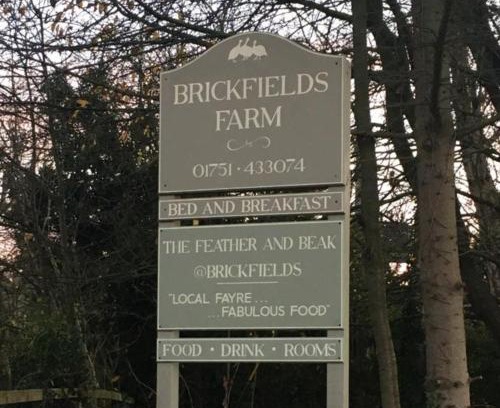 BRICKFIELDS
FARM
01751 · 433074
BED AND BREAKFAST
THE FEATHER AND BEAK
@BRICKFIELDS
"LOCAL FAYRE...
...FABULOUS FOOD"
FOOD · DRINK · ROOMS